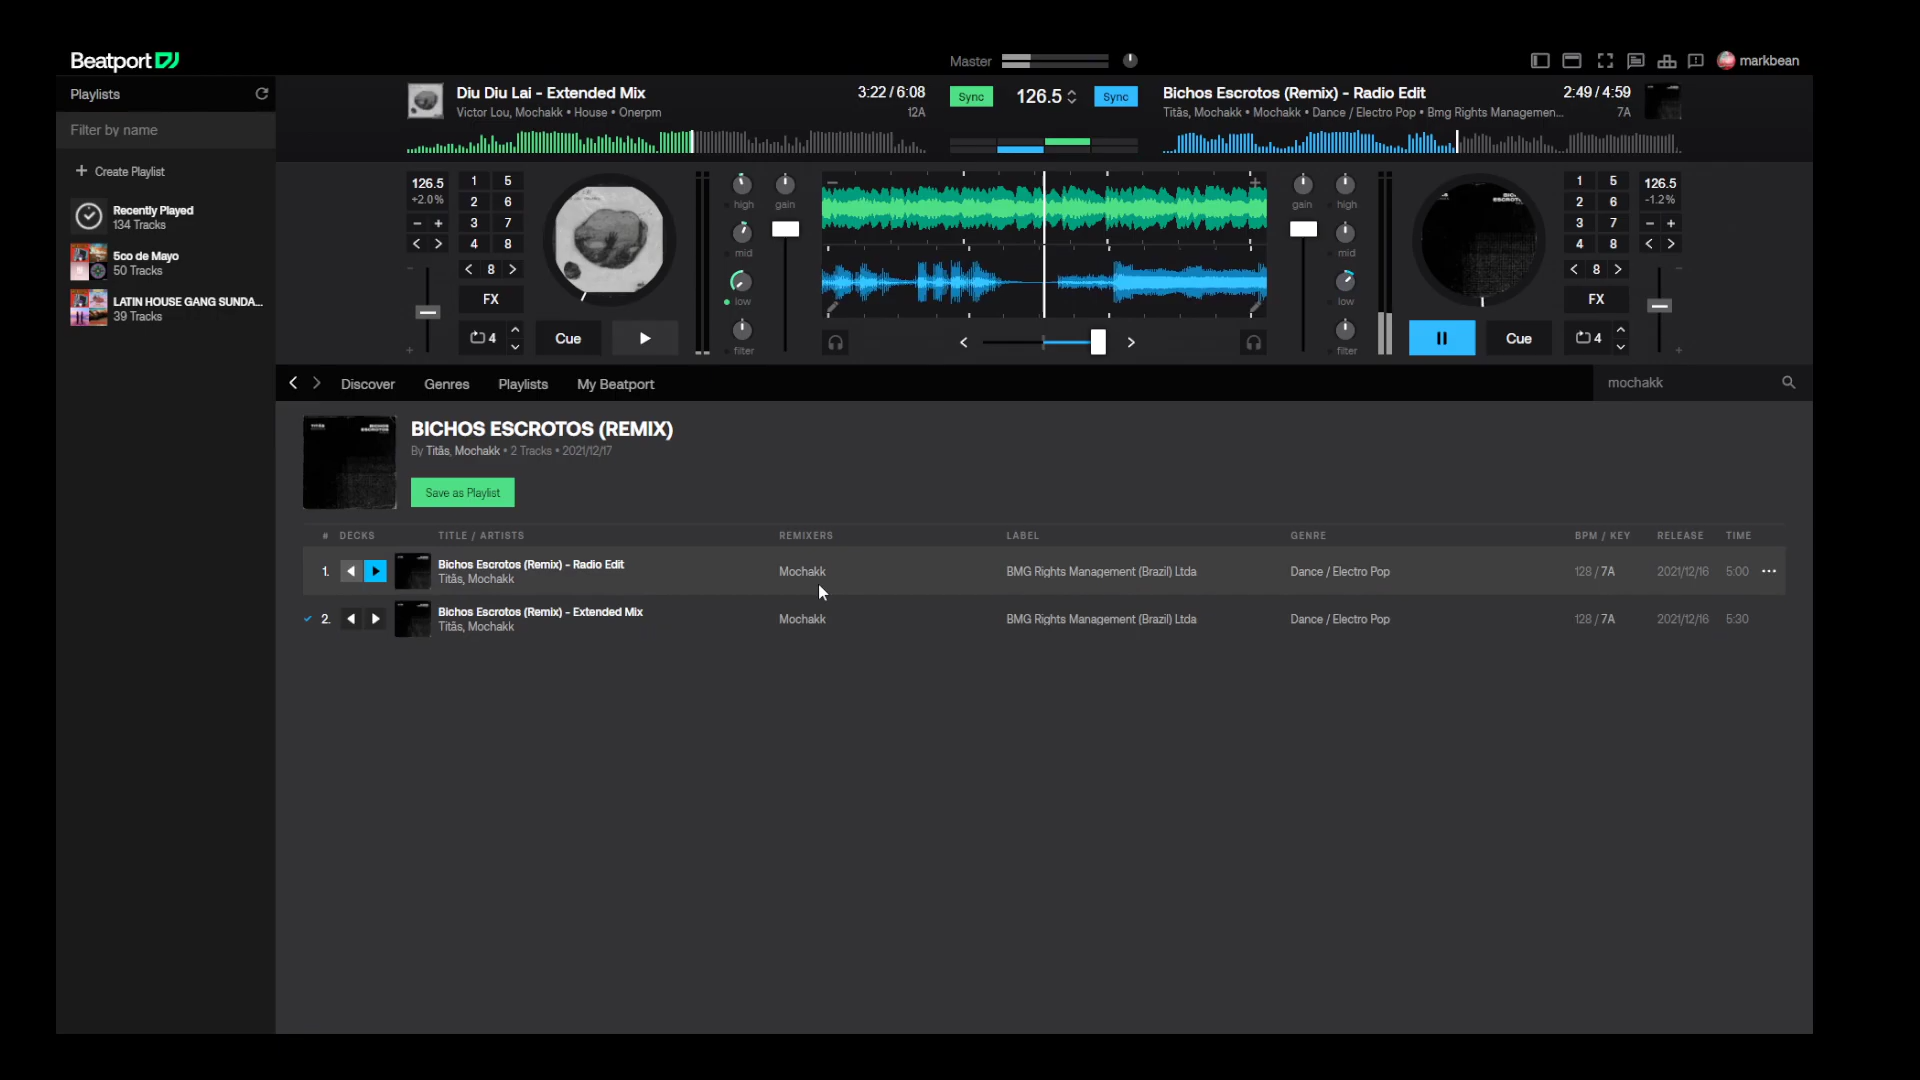 Beatport
Master
markbean
Playlists
Filter by name
+ Create Playlist
Recently Played
134 Tracks
5co de Mayo
50 Tracks
LATIN HOUSE GANG SUNDA...
39 Tracks
Diu Diu Lai - Extended Mix
3:22 / 6:08
Victor Lou, Mochakk • House • Onerpm
12A
Sync
126.5
Sync
Bichos Escrotos (Remix) - Radio Edit
2:49 / 4:59
Titãs, Mochakk • Mochakk • Dance / Electro Pop • Bmg Rights Managemen...
7A
126.5
+2.0%
- +
< >
1 5
2 6
3 7
4 8
< 8 >
FX
4
Cue
high
mid
low
filter
gain
gain
high
mid
low
filter
1 5
2 6
3 7
4 8
126.5
-1.2%
- +
< >
< 8 >
FX
Cue
4
Discover
Genres
Playlists
My Beatport
mochakk
BICHOS ESCROTOS (REMIX)
By Titãs, Mochakk • 2 Tracks • 2021/12/17
Save as Playlist
# DECKS TITLE / ARTISTS REMIXERS LABEL GENRE BPM / KEY RELEASE TIME
1. Bichos Escrotos (Remix) - Radio Edit Mochakk BMG Rights Management (Brazil) Ltda Dance / Electro Pop 128 / 7A 2021/12/16 5:00 ...
Titãs, Mochakk
2. Bichos Escrotos (Remix) - Extended Mix Mochakk BMG Rights Management (Brazil) Ltda Dance / Electro Pop 128 / 7A 2021/12/16 5:30
Titãs, Mochakk